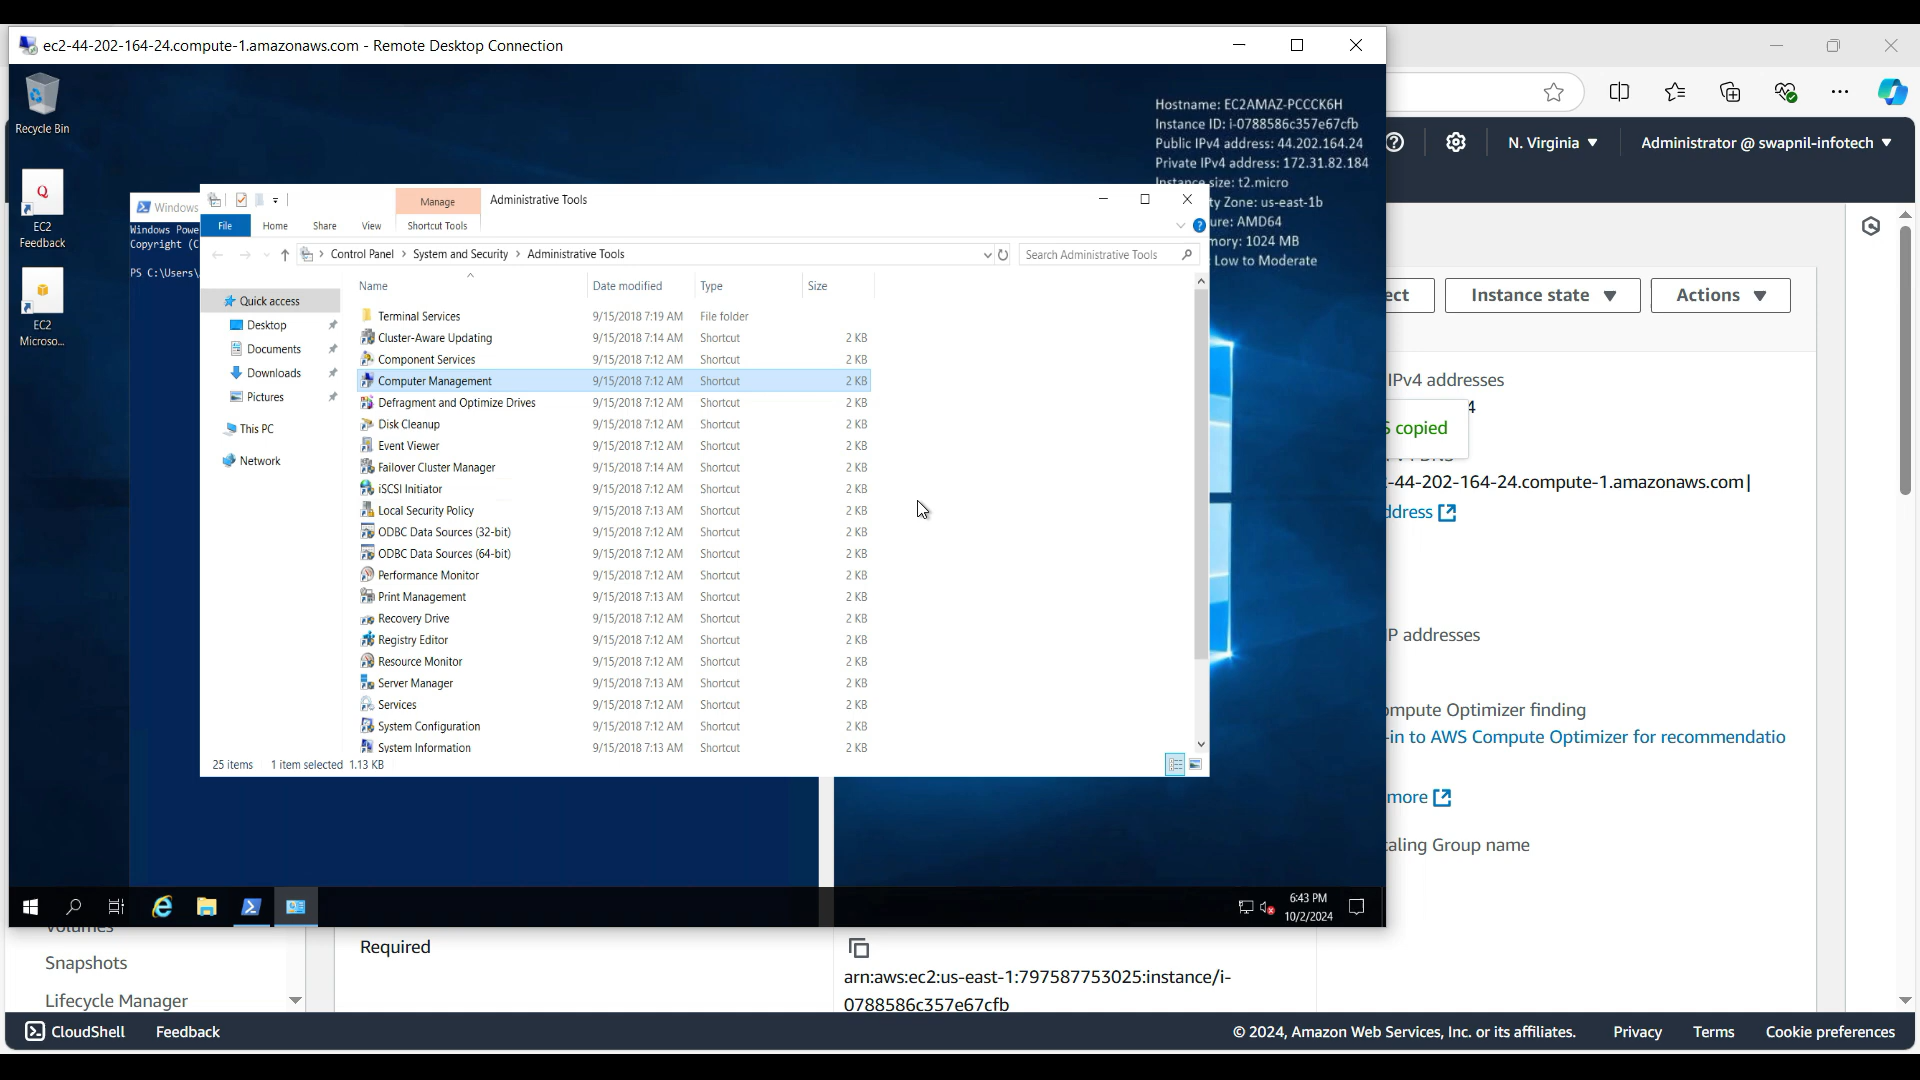 ec2-44-202-164-24.compute-1.amazonaws.com - Remote Desktop Connection
Recycle Bin
EC2
Feedback
EC2
Microso...
Hostname: EC2AMAZ-PCCCK6H
Instance ID: i-0788586c357e67cfb
Public IPv4 address: 44.202.164.24
Private IPv4 address: 172.31.82.184
Instance size: t2.micro
ty Zone: us-east-1b
ure: AMD64
mory: 1024 MB
: Low to Moderate
Windows
Windows Powe
Copyright (C
PS C:\Users\
Manage
Administrative Tools
File
Home
Share
View
Shortcut Tools
Control Panel > System and Security > Administrative Tools
Search Administrative Tools
Quick access
Desktop
Documents
Downloads
Pictures
This PC
Network
Name Date modified Type Size
Terminal Services 9/15/2018 7:19 AM File folder
Cluster-Aware Updating 9/15/2018 7:14 AM Shortcut 2 KB
Component Services 9/15/2018 7:12 AM Shortcut 2 KB
Computer Management 9/15/2018 7:12 AM Shortcut 2 KB
Defragment and Optimize Drives 9/15/2018 7:12 AM Shortcut 2 KB
Disk Cleanup 9/15/2018 7:12 AM Shortcut 2 KB
Event Viewer 9/15/2018 7:12 AM Shortcut 2 KB
Failover Cluster Manager 9/15/2018 7:14 AM Shortcut 2 KB
iSCSI Initiator 9/15/2018 7:12 AM Shortcut 2 KB
Local Security Policy 9/15/2018 7:13 AM Shortcut 2 KB
ODBC Data Sources (32-bit) 9/15/2018 7:12 AM Shortcut 2 KB
ODBC Data Sources (64-bit) 9/15/2018 7:12 AM Shortcut 2 KB
Performance Monitor 9/15/2018 7:12 AM Shortcut 2 KB
Print Management 9/15/2018 7:13 AM Shortcut 2 KB
Recovery Drive 9/15/2018 7:12 AM Shortcut 2 KB
Registry Editor 9/15/2018 7:12 AM Shortcut 2 KB
Resource Monitor 9/15/2018 7:12 AM Shortcut 2 KB
Server Manager 9/15/2018 7:13 AM Shortcut 2 KB
Services 9/15/2018 7:12 AM Shortcut 2 KB
System Configuration 9/15/2018 7:12 AM Shortcut 2 KB
System Information 9/15/2018 7:13 AM Shortcut 2 KB
25 items 1 item selected 1.13 KB
6:43 PM
10/2/2024
N. Virginia
Administrator @ swapnil-infotech
ect
Instance state
Actions
IPv4 addresses
4
S copied
-44-202-164-24.compute-1.amazonaws.com|
ddress
P addresses
ompute Optimizer finding
-in to AWS Compute Optimizer for recommendatio
more
caling Group name
Volumes
Snapshots
Lifecycle Manager
Required
arn:aws:ec2:us-east-1:797587753025:instance/i-
0788586c357e67cfb
CloudShell
Feedback
© 2024, Amazon Web Services, Inc. or its affiliates.
Privacy
Terms
Cookie preferences